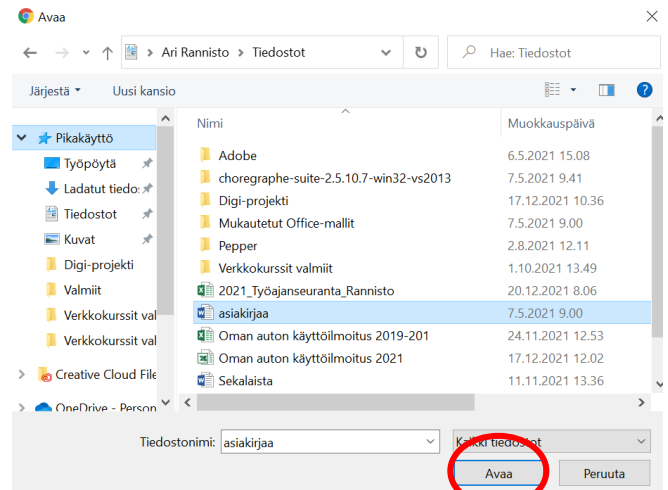 Avaa
Ari Rannisto > Tiedostot
Hae: Tiedostot
Järjestä
Uusi kansio
Nimi
Muokkauspäivä
Pikakäyttö
Työpöytä
Ladatut tiedo
Tiedostot
Kuvat
Digi-projekti
Valmiit
Verkkokurssit val
Verkkokurssit val
Creative Cloud File
OneDrive - Person
Adobe 6.5.2021 15.08
choregraphe-suite-2.5.10.7-win32-vs2013 7.5.2021 9.41
Digi-projekti 17.12.2021 10.36
Mukautetut Office-mallit 7.5.2021 9.00
Pepper 2.8.2021 12.11
Verkkokurssit valmiit 1.10.2021 13.49
2021_Työajanseuranta_Rannisto 20.12.2021 8.06
asiakirjaa 7.5.2021 9.00
Oman auton käyttöilmoitus 2019-201 24.11.2021 12.53
Oman auton käyttöilmoitus 2021 17.12.2021 12.02
Sekalaista 11.11.2021 13.36
Tiedostonimi: asiakirjaa
Kaikki tiedostot
Avaa
Peruuta